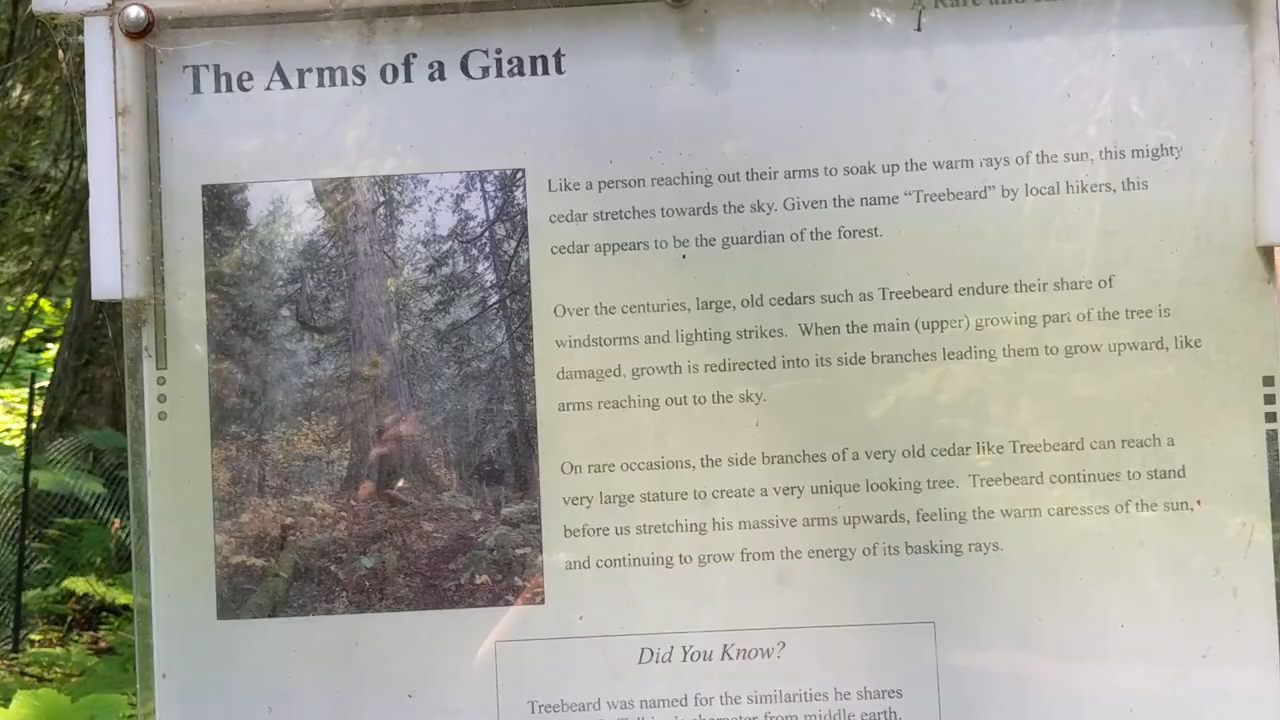 The Arms of a Giant
Like a person reaching out their arms to soak up the warm rays of the sun, this mighty
cedar stretches towards the sky. Given the name “Treebeard” by local hikers, this
cedar appears to be the guardian of the forest.
Over the centuries, large, old cedars such as Treebeard endure their share of
windstorms and lighting strikes. When the main (upper) growing part of the tree is
damaged, growth is redirected into its side branches leading them to grow upward, like
arms reaching out to the sky.
On rare occasions, the side branches of a very old cedar like Treebeard can reach a
very large stature to create a very unique looking tree. Treebeard continues to stand
before us stretching his massive arms upwards, feeling the warm caresses of the sun,
and continuing to grow from the energy of its basking rays.
Did You Know?
Treebeard was named for the similarities he shares
character from middle earth.